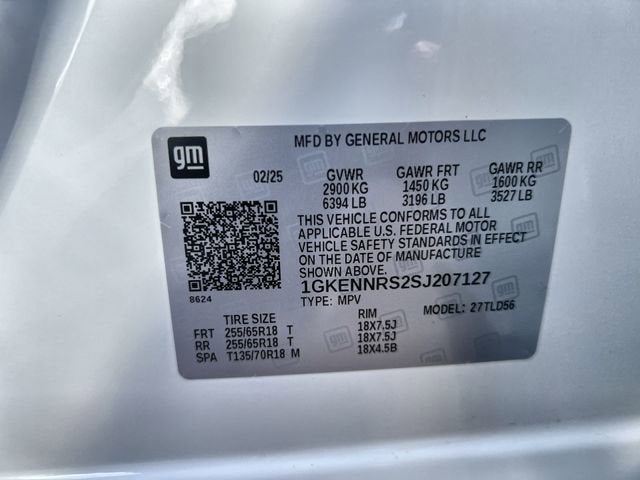 gm
MFD BY GENERAL MOTORS LLC
02/25 GVWR GAWR FRT GAWR RR
2900 KG 1450 KG 1600 KG
6394 LB 3196 LB 3527 LB
THIS VEHICLE CONFORMS TO ALL
APPLICABLE U.S. FEDERAL MOTOR
VEHICLE SAFETY STANDARDS IN EFFECT
ON THE DATE OF MANUFACTURE
SHOWN ABOVE.
8624
1GKENNRS2SJ207127
TYPE: MPV MODEL: 27TLD56
TIRE SIZE RIM
FRT 255/65R18 T 18X7.5J
RR 255/65R18 T 18X7.5J
SPA T135/70R18 M 18X4.5B